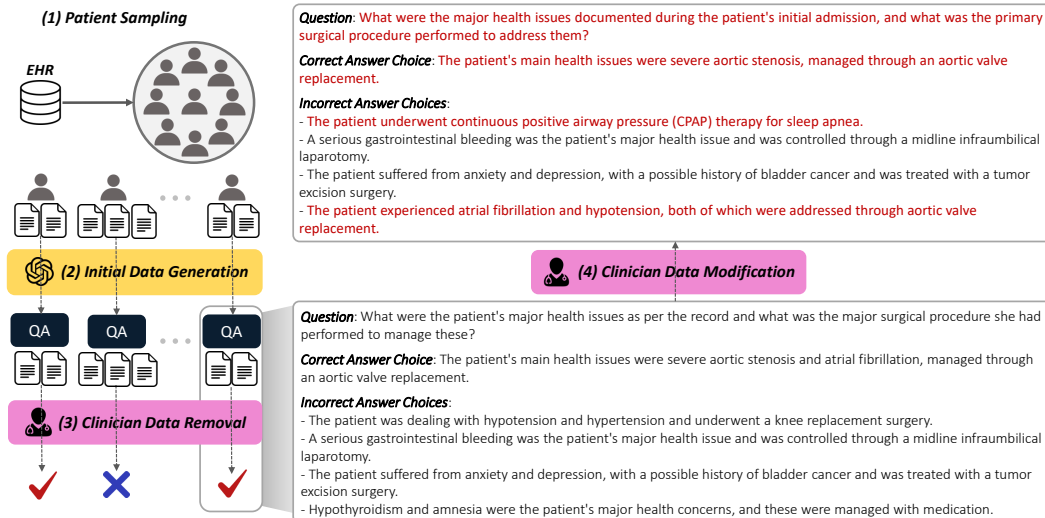 (1) Patient Sampling
EHR
(2) Initial Data Generation
QA
QA
QA
(3) Clinician Data Removal
Question: What were the major health issues documented during the patient's initial admission, and what was the primary
surgical procedure performed to address them?
Correct Answer Choice: The patient's main health issues were severe aortic stenosis, managed through an aortic valve
replacement.
Incorrect Answer Choices:
- The patient underwent continuous positive airway pressure (CPAP) therapy for sleep apnea.
- A serious gastrointestinal bleeding was the patient's major health issue and was controlled through a midline infraumbilical
laparotomy.
- The patient suffered from anxiety and depression, with a possible history of bladder cancer and was treated with a tumor
excision surgery.
- The patient experienced atrial fibrillation and hypotension, both of which were addressed through aortic valve
replacement.
(4) Clinician Data Modification
Question: What were the patient's major health issues as per the record and what was the major surgical procedure she had
performed to manage these?
Correct Answer Choice: The patient's main health issues were severe aortic stenosis and atrial fibrillation, managed through
an aortic valve replacement.
Incorrect Answer Choices:
- The patient was dealing with hypotension and hypertension and underwent a knee replacement surgery.
- A serious gastrointestinal bleeding was the patient's major health issue and was controlled through a midline infraumbilical
laparotomy.
- The patient suffered from anxiety and depression, with a possible history of bladder cancer and was treated with a tumor
excision surgery.
- Hypothyroidism and amnesia were the patient's major health concerns, and these were managed with medication.